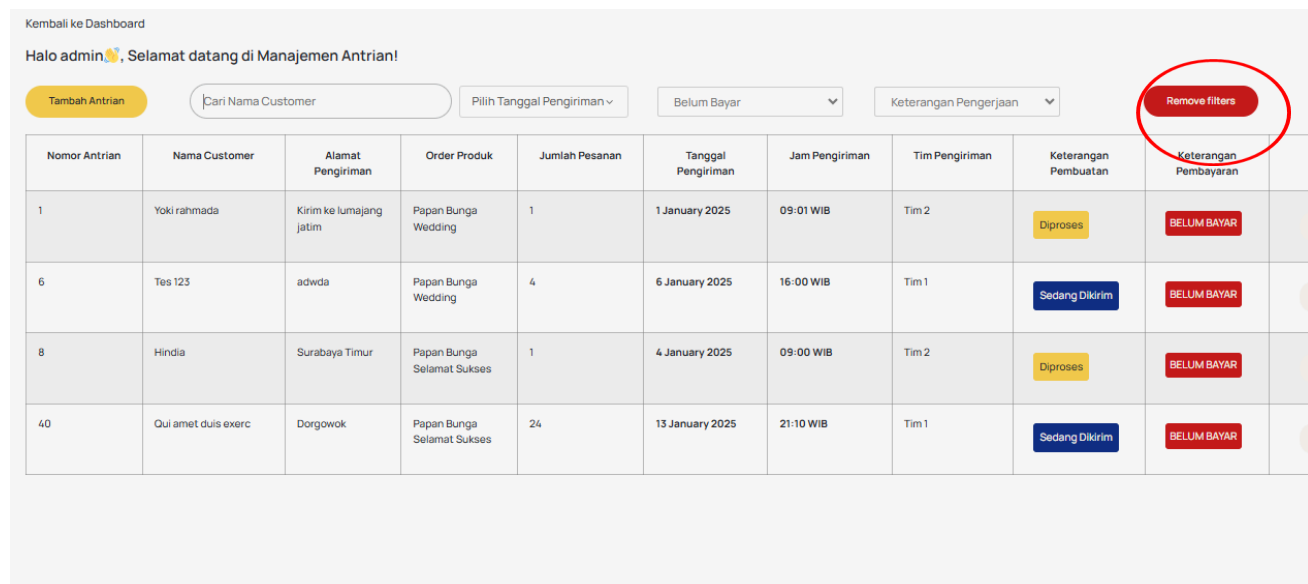 Kembali ke Dashboard
Halo admin👋, Selamat datang di Manajemen Antrian!
Tambah Antrian
Cari Nama Customer
Pilih Tanggal Pengiriman
Belum Bayar
Keterangan Pengerjaan
Remove filters
Nomor Antrian Nama Customer Alamat Pengiriman Order Produk Jumlah Pesanan Tanggal Pengiriman Jam Pengiriman Tim Pengiriman Keterangan Pembuatan Keterangan Pembayaran
1 Yoki rahmada Kirim ke lumajang jatim Papan Bunga Wedding 1 1 January 2025 09:01 WIB Tim 2 Diproses BELUM BAYAR
6 Tes 123 adwda Papan Bunga Wedding 4 6 January 2025 16:00 WIB Tim 1 Sedang Dikirim BELUM BAYAR
8 Hindia Surabaya Timur Papan Bunga Selamat Sukses 1 4 January 2025 09:00 WIB Tim 2 Diproses BELUM BAYAR
40 Qui amet duis exerc Dorgowok Papan Bunga Selamat Sukses 24 13 January 2025 21:10 WIB Tim 1 Sedang Dikirim BELUM BAYAR